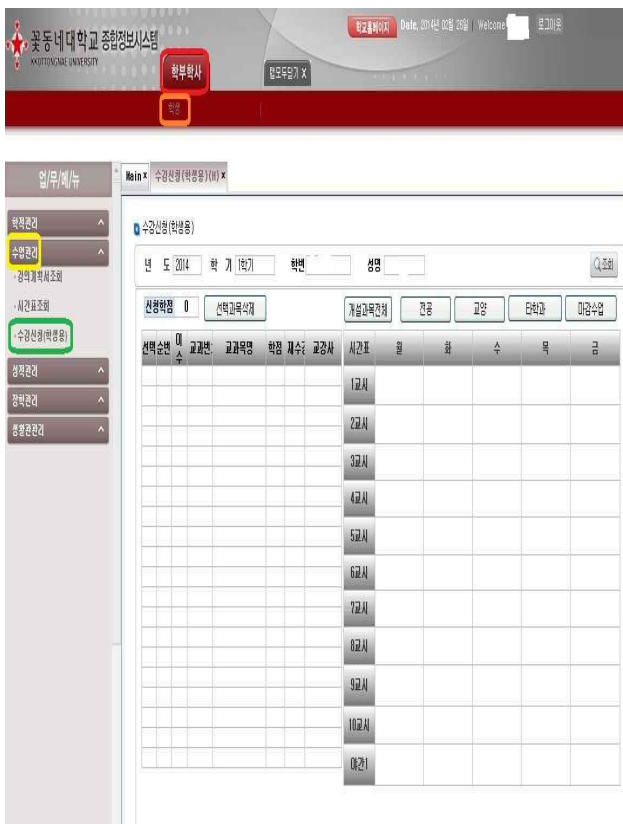 꽃동네대학교 종합정보시스템
KKOTTONGNAE UNIVERSITY
학교홈페이지 Date, 2014년 02월 26일 | Welcome 로그아웃
학부학사 탭모두닫기 X
학생
업/무/메/뉴
Main x 수강신청(학생용)(H) x
학적관리
수업관리
- 강의계획서조회
- 시간표조회
- 수강신청(학생용)
성적관리
장학관리
생활관관리
수강신청(학생용)
년 도 2014 학 기 1학기 학번 성명 조회
신청학점 0 선택과목삭제 개설과목전체 전공 교양 타학과 마감수업
선택 순번 이수 교과번: 교과목명 학점 재수강 교강사 시간표 월 화 수 목 금
1교시
2교시
3교시
4교시
5교시
6교시
7교시
8교시
9교시
10교시
야간1